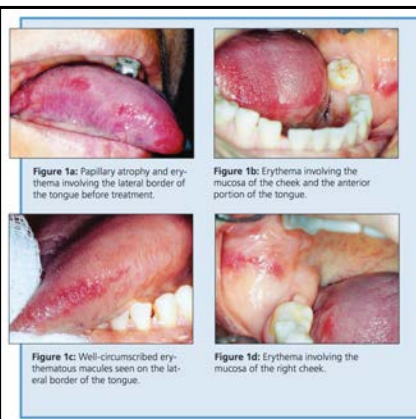 Figure 1a: Papillary atrophy and ery-
thema involving the lateral border of
the tongue before treatment.
Figure 1b: Erythema involving the
mucosa of the cheek and the anterior
portion of the tongue.
Figure 1c: Well-circumscribed ery-
thematous macules seen on the lat-
eral border of the tongue.
Figure 1d: Erythema involving the
mucosa of the right cheek.